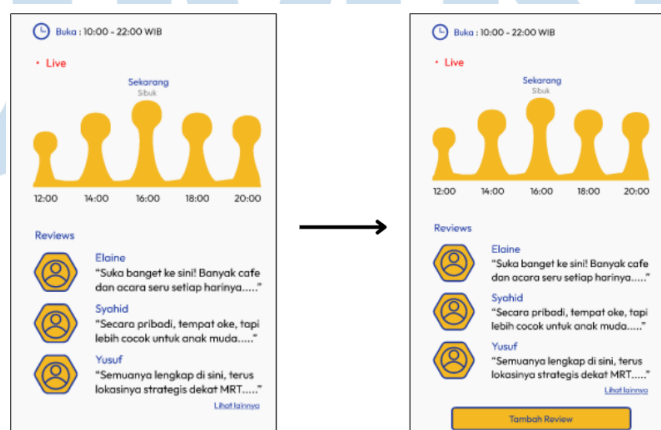 Buka : 10:00 - 22:00 WIB
• Live
Sekarang
Sibuk
12:00 14:00 16:00 18:00 20:00
Reviews
Elaine
“Suka banget ke sini! Banyak cafe
dan acara seru setiap harinya.....”
Syahid
“Secara pribadi, tempat oke, tapi
lebih cocok untuk anak muda.....”
Yusuf
“Semuanya lengkap di sini, terus
lokasinya strategis dekat MRT.....”
Lihat lainnya
Buka : 10:00 - 22:00 WIB
• Live
Sekarang
Sibuk
12:00 14:00 16:00 18:00 20:00
Reviews
Elaine
“Suka banget ke sini! Banyak cafe
dan acara seru setiap harinya.....”
Syahid
“Secara pribadi, tempat oke, tapi
lebih cocok untuk anak muda.....”
Yusuf
“Semuanya lengkap di sini, terus
lokasinya strategis dekat MRT.....”
Lihat lainnya
Tambah Review